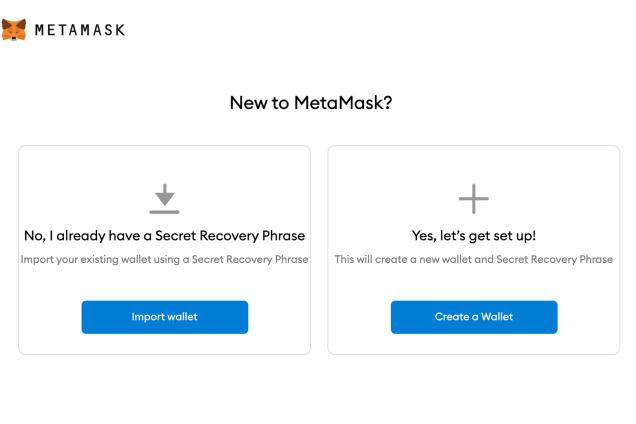 METAMASK
New to MetaMask?
No, I already have a Secret Recovery Phrase
Import your existing wallet using a Secret Recovery Phrase
Import wallet
Yes, let's get set up!
This will create a new wallet and Secret Recovery Phrase
Create a Wallet